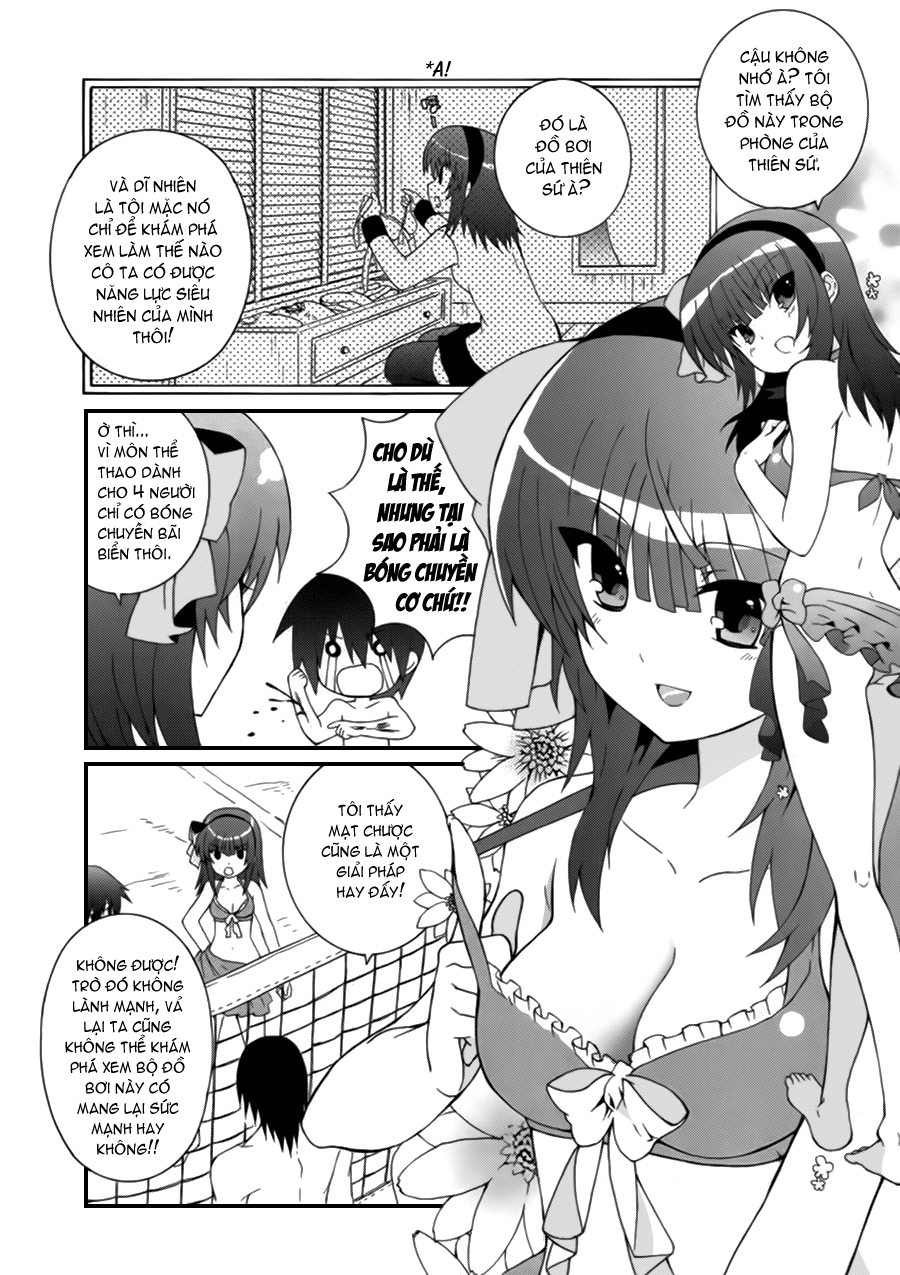 *A!
CẬU KHÔNG
NHỚ À? TÔI
TÌM THẤY BỘ
ĐỒ NÀY TRONG
PHÒNG CỦA
THIÊN SỨ.
ĐÓ LÀ
ĐỒ BƠI
CỦA THIÊN
SỨ À?
VÀ DĨ NHIÊN
LÀ TÔI MẶC NÓ
CHỈ ĐỂ KHÁM PHÁ
XEM LÀM THẾ NÀO
CÔ TA CÓ ĐƯỢC
NĂNG LỰC SIÊU
NHIÊN CỦA MÌNH
THÔI!
CHO DÙ
LÀ THẾ,
NHƯNG TẠI
SAO PHẢI LÀ
BÓNG CHUYỀN
CƠ CHỨ!!
Ờ THÌ...
VÌ MÔN THỂ
THAO DÀNH
CHO 4 NGƯỜI
CHỈ CÓ BÓNG
CHUYỀN BÃI
BIỂN THÔI.
TÔI THẤY
MẠT CHƯỢC
CŨNG LÀ MỘT
GIẢI PHÁP
HAY ĐẤY!
KHÔNG ĐƯỢC!
TRÒ ĐÓ KHÔNG
LÀNH MẠNH, VẢ
LẠI TA CŨNG
KHÔNG THỂ KHÁM
PHÁ XEM BỘ ĐỒ
BƠI NÀY CÓ
MANG LẠI SỨC
MẠNH HAY
KHÔNG!!